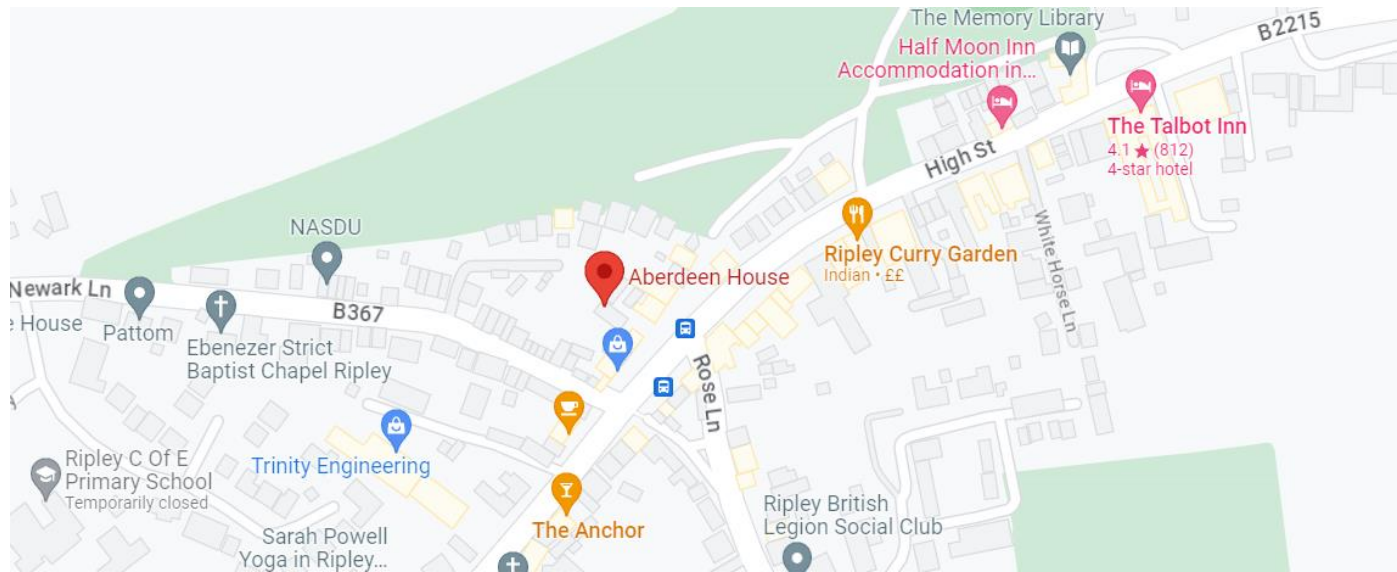 The Memory Library
B2215
Half Moon Inn
Accommodation in...
The Talbot Inn
4.1 ★ (812)
4-star hotel
High St
White Horse Ln
Ripley Curry Garden
Indian • ££
NASDU
Aberdeen House
Newark Ln
B367
e House
Pattom
Ebenezer Strict
Baptist Chapel Ripley
Rose Ln
Trinity Engineering
Ripley C Of E
Primary School
Temporarily closed
The Anchor
Ripley British
Legion Social Club
Sarah Powell
Yoga in Ripley...